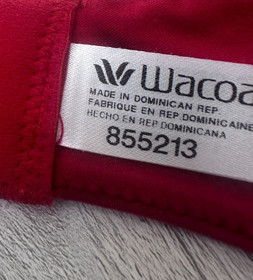 wacoa
MADE IN DOMINICAN REP.
FABRIQUE EN REP. DOMINICAINE
HECHO EN REP. DOMINICANA
855213